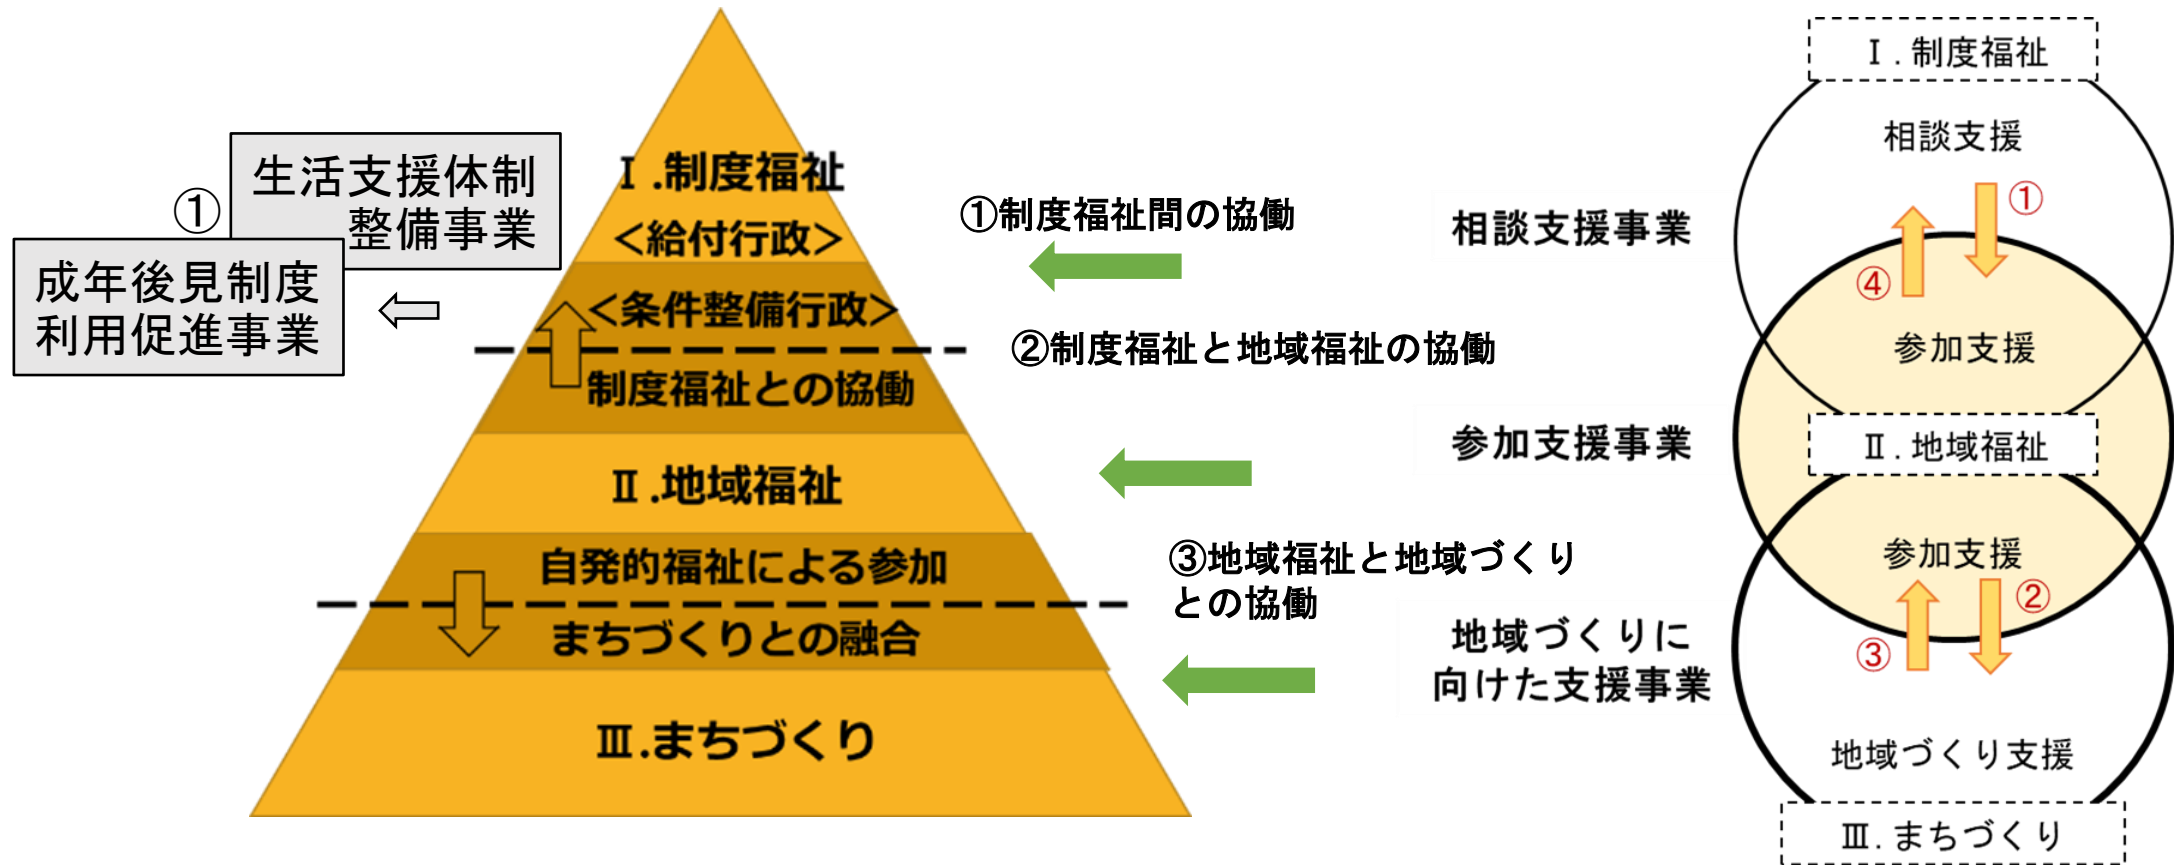 ①
生活支援体制
整備事業
成年後見制度
利用促進事業
Ⅰ.制度福祉
<給付行政>
<条件整備行政>
制度福祉との協働
Ⅱ.地域福祉
自発的福祉による参加
まちづくりとの融合
Ⅲ.まちづくり
①制度福祉間の協働
②制度福祉と地域福祉の協働
③地域福祉と地域づくり
との協働
相談支援事業
参加支援事業
地域づくりに
向けた支援事業
Ⅰ.制度福祉
相談支援
①
④
参加支援
Ⅱ.地域福祉
参加支援
②
③
地域づくり支援
Ⅲ.まちづくり